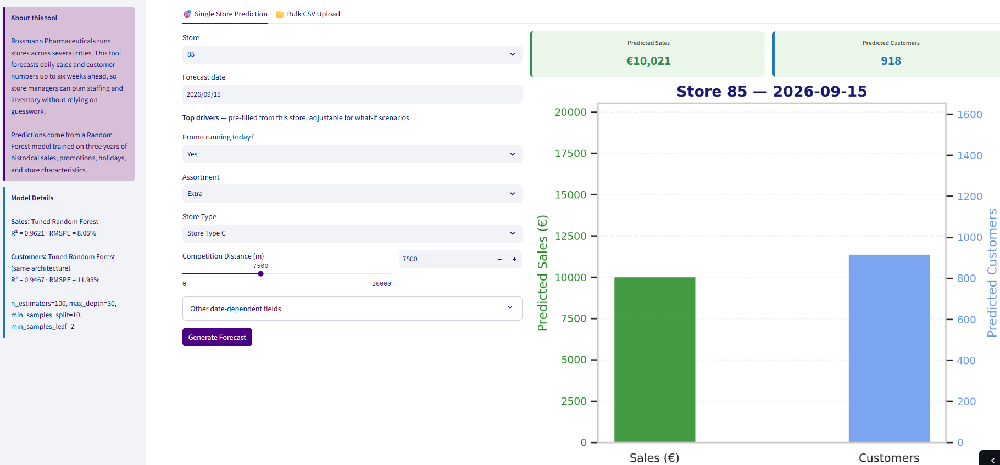 About this tool
Rossmann Pharmaceuticals runs
stores across several cities. This tool
forecasts daily sales and customer
numbers up to six weeks ahead, so
store managers can plan staffing and
inventory without relying on
guesswork.
Predictions come from a Random
Forest model trained on three years of
historical sales, promotions, holidays,
and store characteristics.
Model Details
Sales: Tuned Random Forest
R² = 0.9621 · RMSPE = 8.05%
Customers: Tuned Random Forest
(same architecture)
R² = 0.9467 · RMSPE = 11.95%
n_estimators=100, max_depth=30,
min_samples_split=10,
min_samples_leaf=2
Single Store Prediction
Bulk CSV Upload
Store
85
Forecast date
2026/09/15
Top drivers — pre-filled from this store, adjustable for what-if scenarios
Promo running today?
Yes
Assortment
Extra
Store Type
Store Type C
Competition Distance (m)
7500
0
20000
7500
Other date-dependent fields
Generate Forecast
Predicted Sales
€10,021
Predicted Customers
918
Store 85 — 2026-09-15
Predicted Sales (€)
20000
17500
15000
12500
10000
7500
5000
2500
0
1600
1400
1200
1000
800
600
400
200
0
Predicted Customers
Sales (€)
Customers